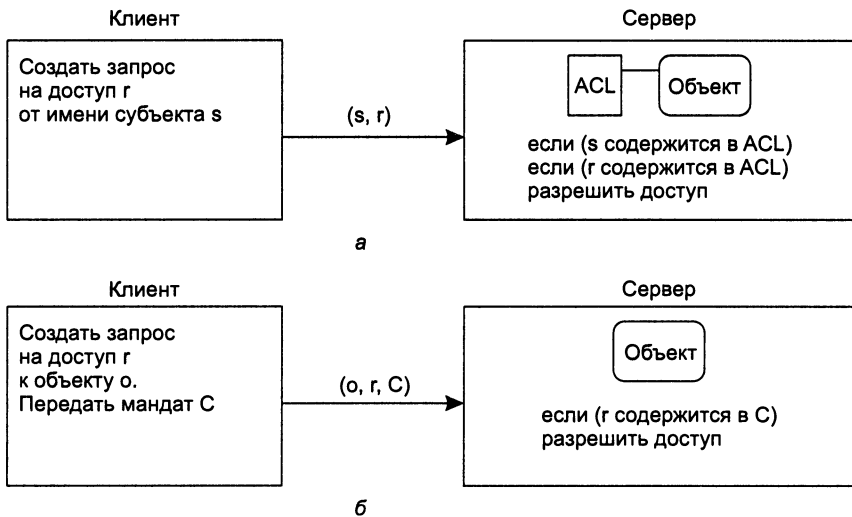 Клиент
Сервер
Создать запрос
на доступ r
от имени субъекта s
(s, r)
ACL
Объект
если (s содержится в ACL)
если (r содержится в ACL)
разрешить доступ
а
Клиент
Сервер
Создать запрос
на доступ r
к объекту о.
Передать мандат С
(o, r, C)
Объект
если (r содержится в С)
разрешить доступ
б